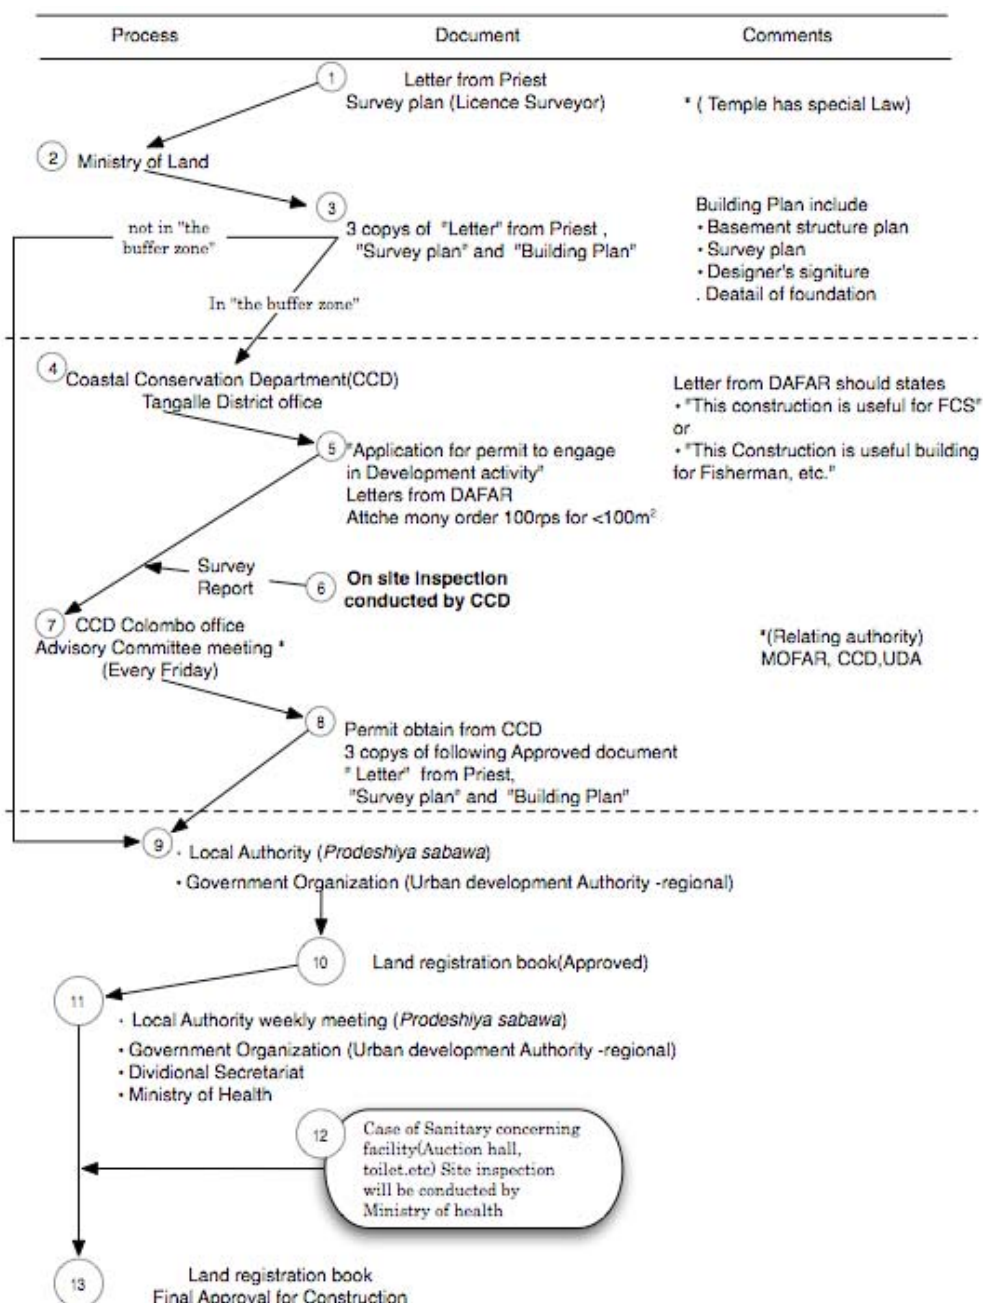 Process Document Comments
1 Letter from Priest
Survey plan (Licence Surveyor)
* ( Temple has special Law)
2 Ministry of Land
3
3 copys of "Letter" from Priest ,
"Survey plan" and "Building Plan"
Building Plan include
• Basement structure plan
• Survey plan
• Designer's signiture
. Deatail of foundation
not in "the
buffer zone"
In "the buffer zone"
4 Coastal Conservation Department(CCD)
Tangalle District office
Letter from DAFAR should states
• "This construction is useful for FCS"
or
• "This Construction is useful building
for Fisherman, etc."
5 "Application for permit to engage
in Development activity"
Letters from DAFAR
Attche mony order 100rps for <100m²
Survey
Report
6 On site inspection
conducted by CCD
7 CCD Colombo office
Advisory Committee meeting *
(Every Friday)
*(Relating authority)
MOFAR, CCD,UDA
8 Permit obtain from CCD
3 copys of following Approved document
" Letter" from Priest,
"Survey plan" and "Building Plan"
9 · Local Authority (Prodeshiya sabawa)
• Government Organization (Urban development Authority -regional)
10 Land registration book(Approved)
11
· Local Authority weekly meeting (Prodeshiya sabawa)
• Government Organization (Urban development Authority -regional)
• Dividional Secretariat
• Ministry of Health
12 Case of Sanitary concerning
facility(Auction hall,
toilet.etc) Site inspection
will be conducted by
Ministry of health
13 Land registration book
Final Approval for Construction